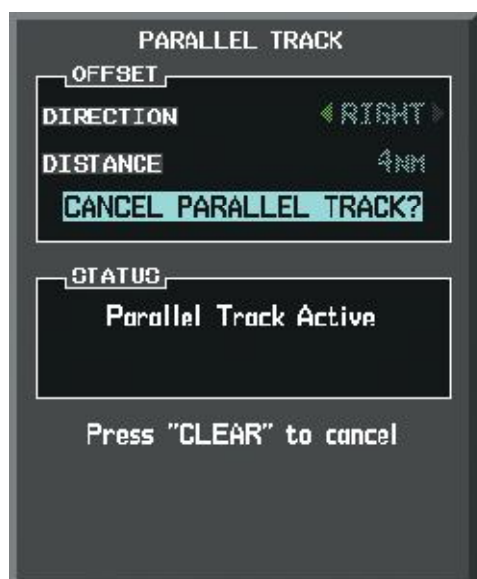 PARALLEL TRACK
OFFSET
DIRECTION RIGHT
DISTANCE 4NM
CANCEL PARALLEL TRACK?
STATUS
Parallel Track Active
Press "CLEAR" to cancel